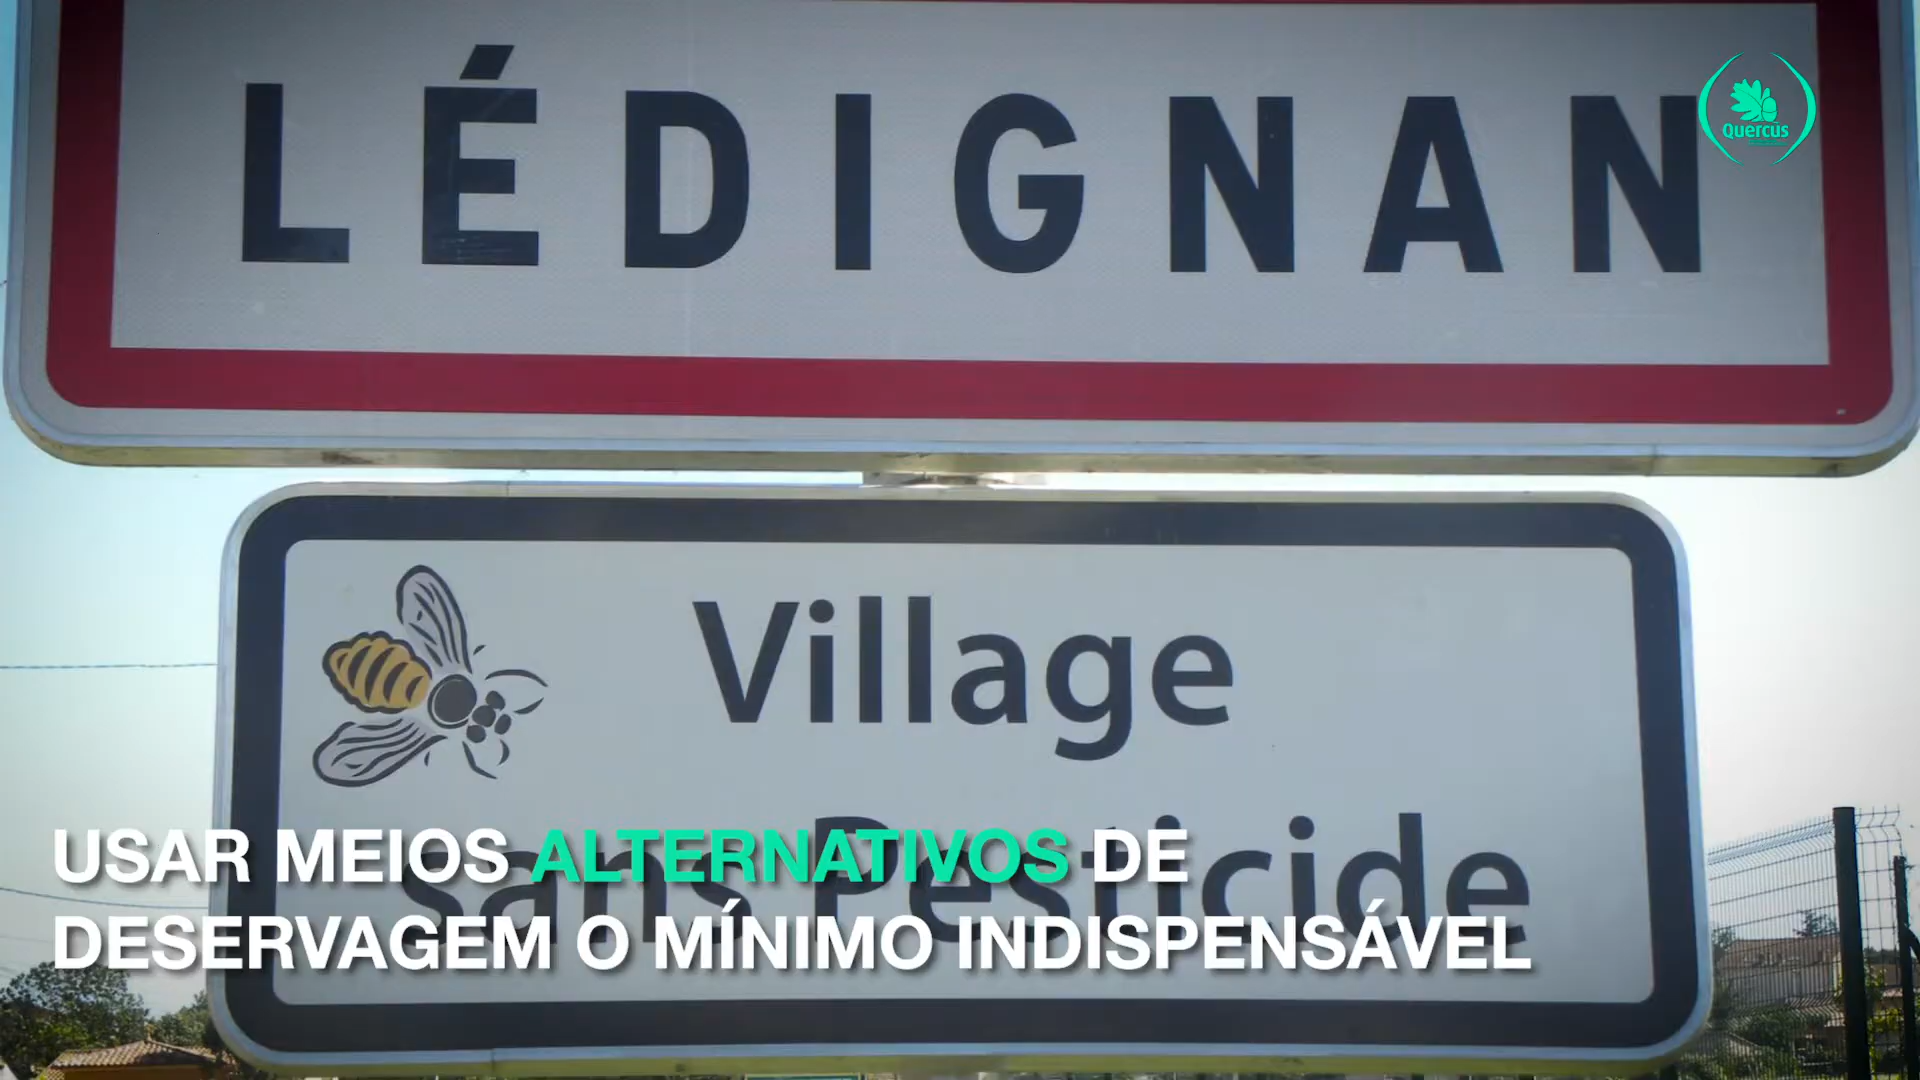 LÉDIGNAN
Quercus
Village
sans Pesticide
USAR MEIOS ALTERNATIVOS DE
DESERVAGEM O MÍNIMO INDISPENSÁVEL